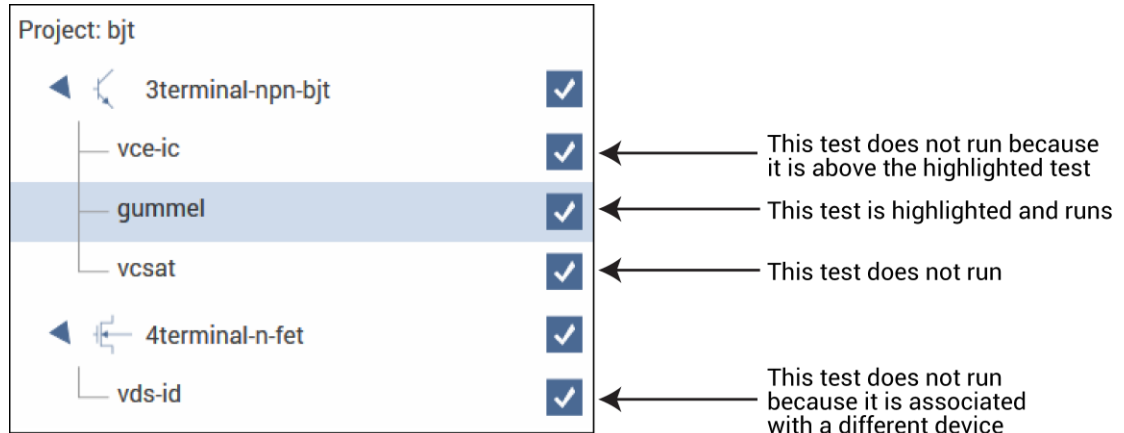 Project: bjt
3terminal-npn-bjt
vce-ic
This test does not run because
it is above the highlighted test
gummel
This test is highlighted and runs
vcsat
This test does not run
4terminal-n-fet
vds-id
This test does not run
because it is associated
with a different device